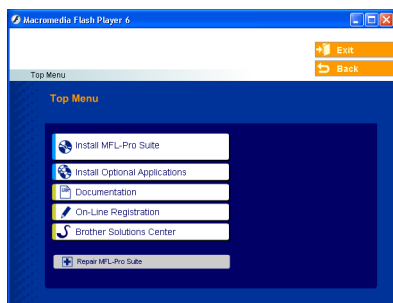 Macromedia Flash Player 6
Exit
Back
Top Menu
Top Menu
Install MFL-Pro Suite
Install Optional Applications
Documentation
On-Line Registration
Brother Solutions Center
Repair MFL-Pro Suite